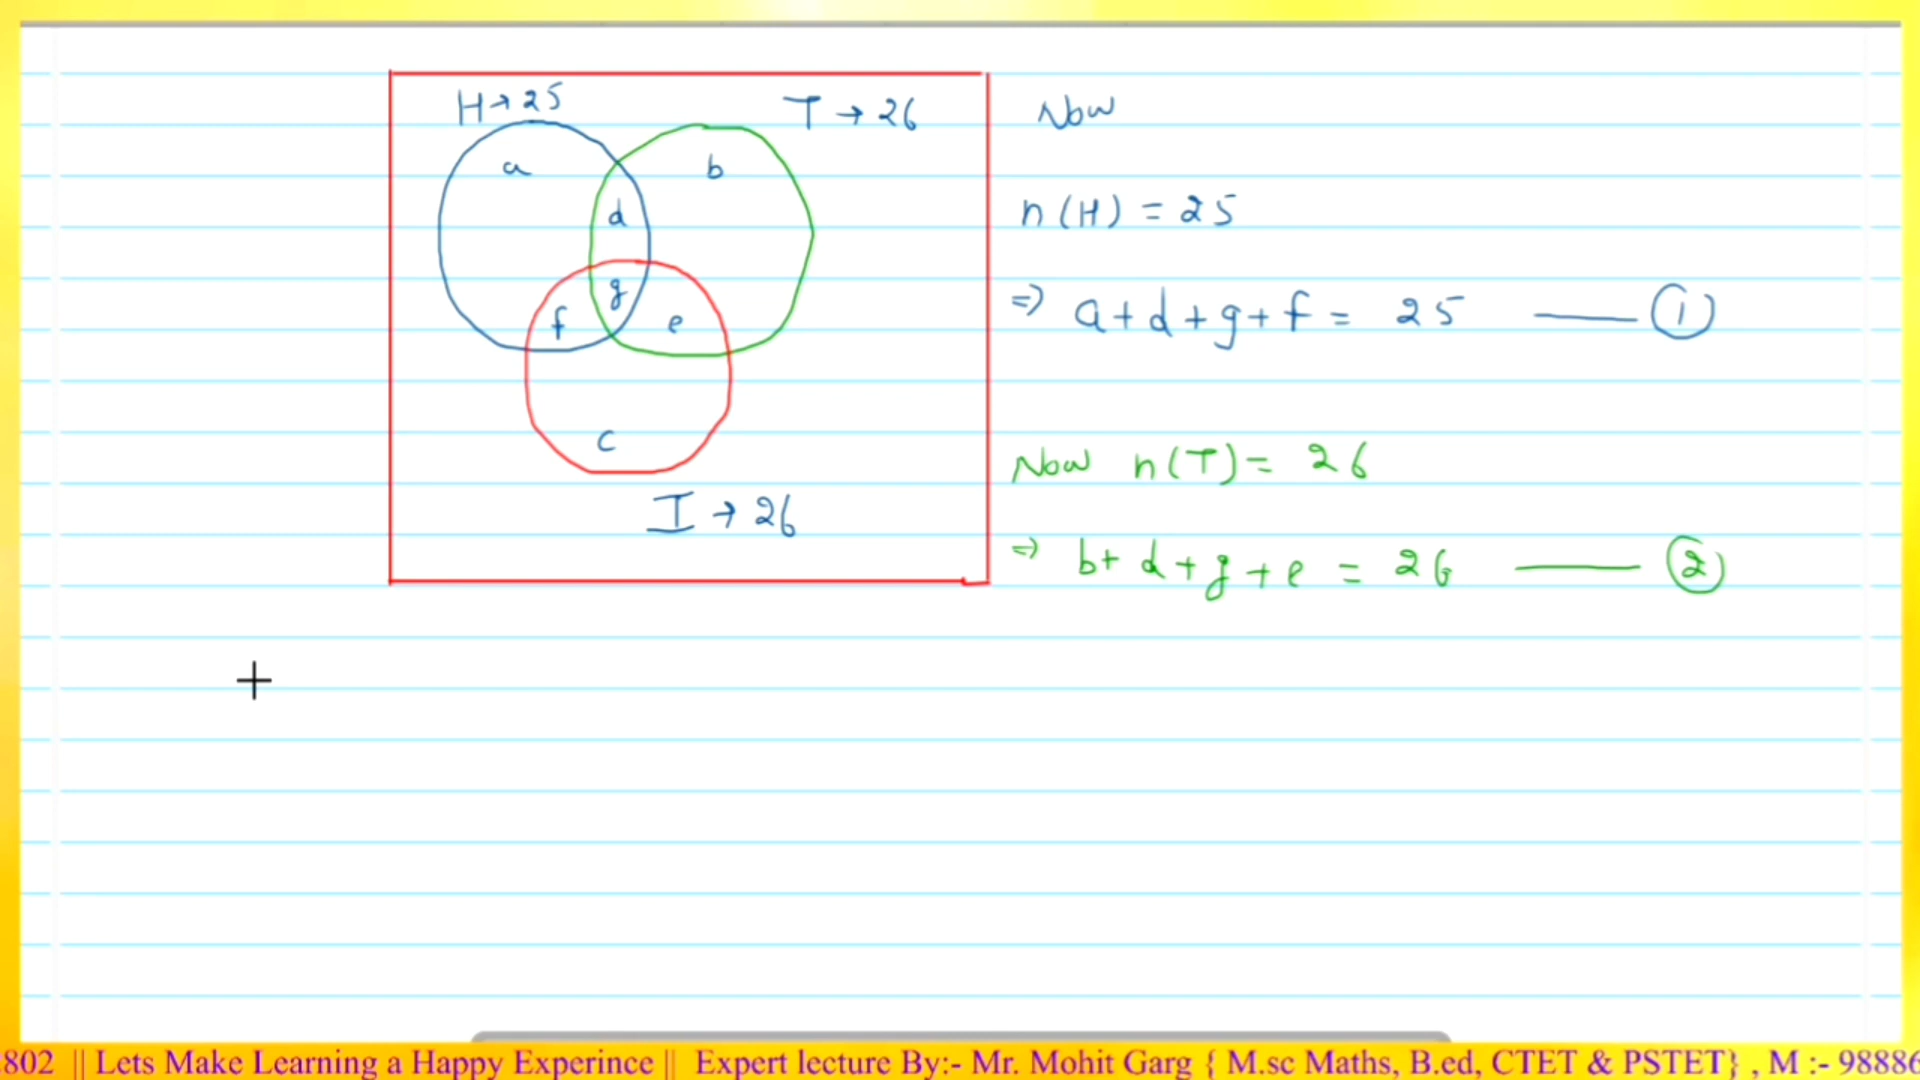 H → 25
T → 26
a
b
d
g
f
e
c
I → 26
Now
n(H) = 25
⇒ a+d+g+f = 25 —— ①
Now n(T) = 26
⇒ b+d+g+e = 26 —— ②
802 || Lets Make Learning a Happy Experince || Expert lecture By:- Mr. Mohit Garg { M.sc Maths, B.ed, CTET & PSTET} , M :- 98886